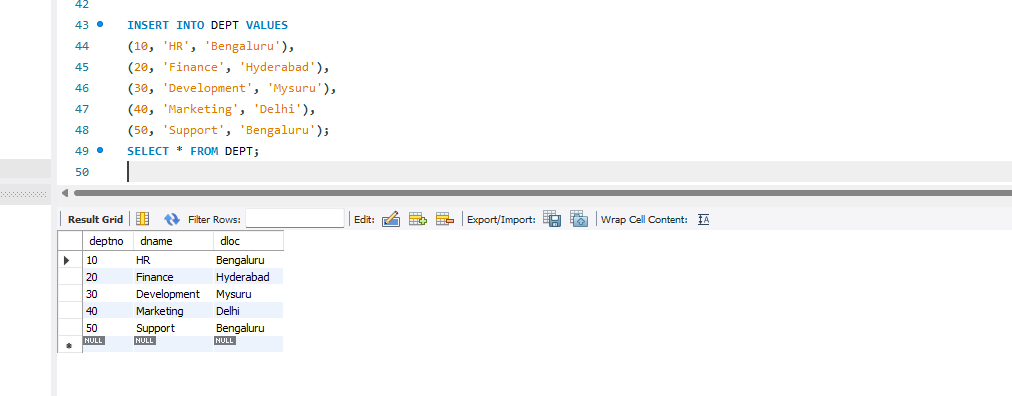 42
43 INSERT INTO DEPT VALUES
44 (10, 'HR', 'Bengaluru'),
45 (20, 'Finance', 'Hyderabad'),
46 (30, 'Development', 'Mysuru'),
47 (40, 'Marketing', 'Delhi'),
48 (50, 'Support', 'Bengaluru');
49 SELECT * FROM DEPT;
50
Result Grid Filter Rows: Edit: Export/Import: Wrap Cell Content: IA
deptno dname dloc
10 HR Bengaluru
20 Finance Hyderabad
30 Development Mysuru
40 Marketing Delhi
50 Support Bengaluru
NULL NULL NULL